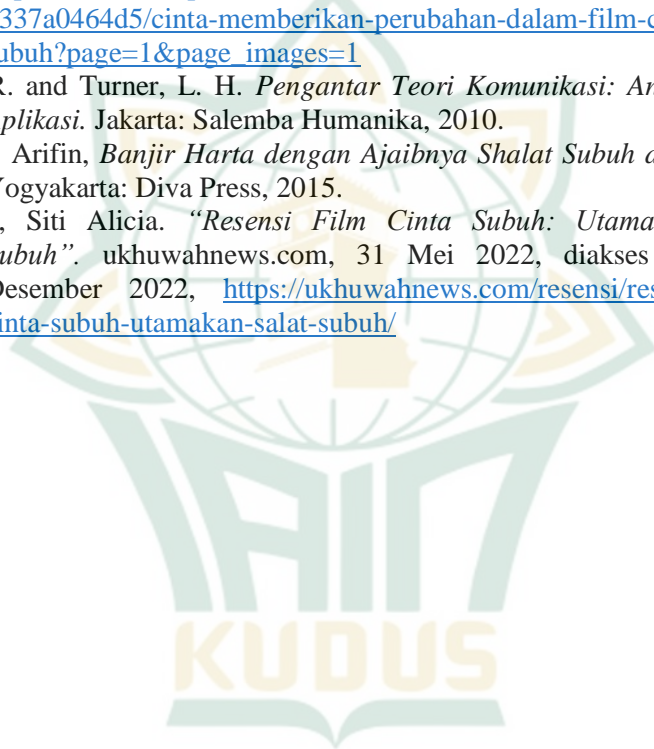 337a0464d5/cinta-memberikan-perubahan-dalam-film-c
ubuh?page=1&page_images=1
R. and Turner, L. H. Pengantar Teori Komunikasi: An
plikasi. Jakarta: Salemba Humanika, 2010.
Arifin, Banjir Harta dengan Ajaibnya Shalat Subuh d
Yogyakarta: Diva Press, 2015.
, Siti Alicia. “Resensi Film Cinta Subuh: Utama
ubuh”. ukhuwahnews.com, 31 Mei 2022, diakses
Desember 2022, https://ukhuwahnews.com/resensi/res
inta-subuh-utamakan-salat-subuh/
IAIN
KUDUS